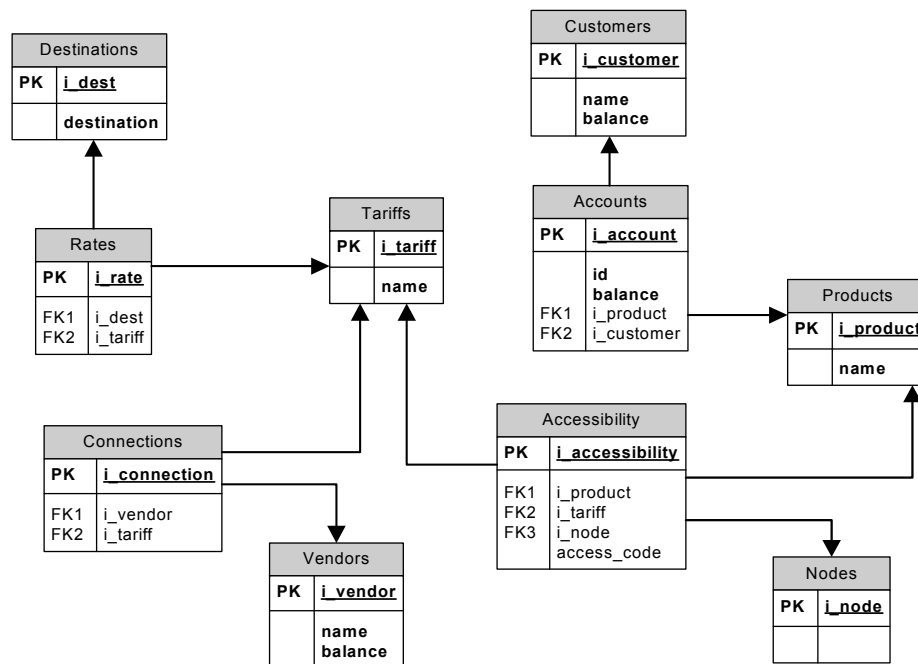 Destinations
PK i_dest
destination
Customers
PK i_customer
name
balance
Tariffs
PK i_tariff
name
Accounts
PK i_account
id
balance
FK1 i_product
FK2 i_customer
Rates
PK i_rate
FK1 i_dest
FK2 i_tariff
Products
PK i_product
name
Connections
PK i_connection
FK1 i_vendor
FK2 i_tariff
Accessibility
PK i_accessibility
FK1 i_product
FK2 i_tariff
FK3 i_node
access_code
Vendors
PK i_vendor
name
balance
Nodes
PK i_node